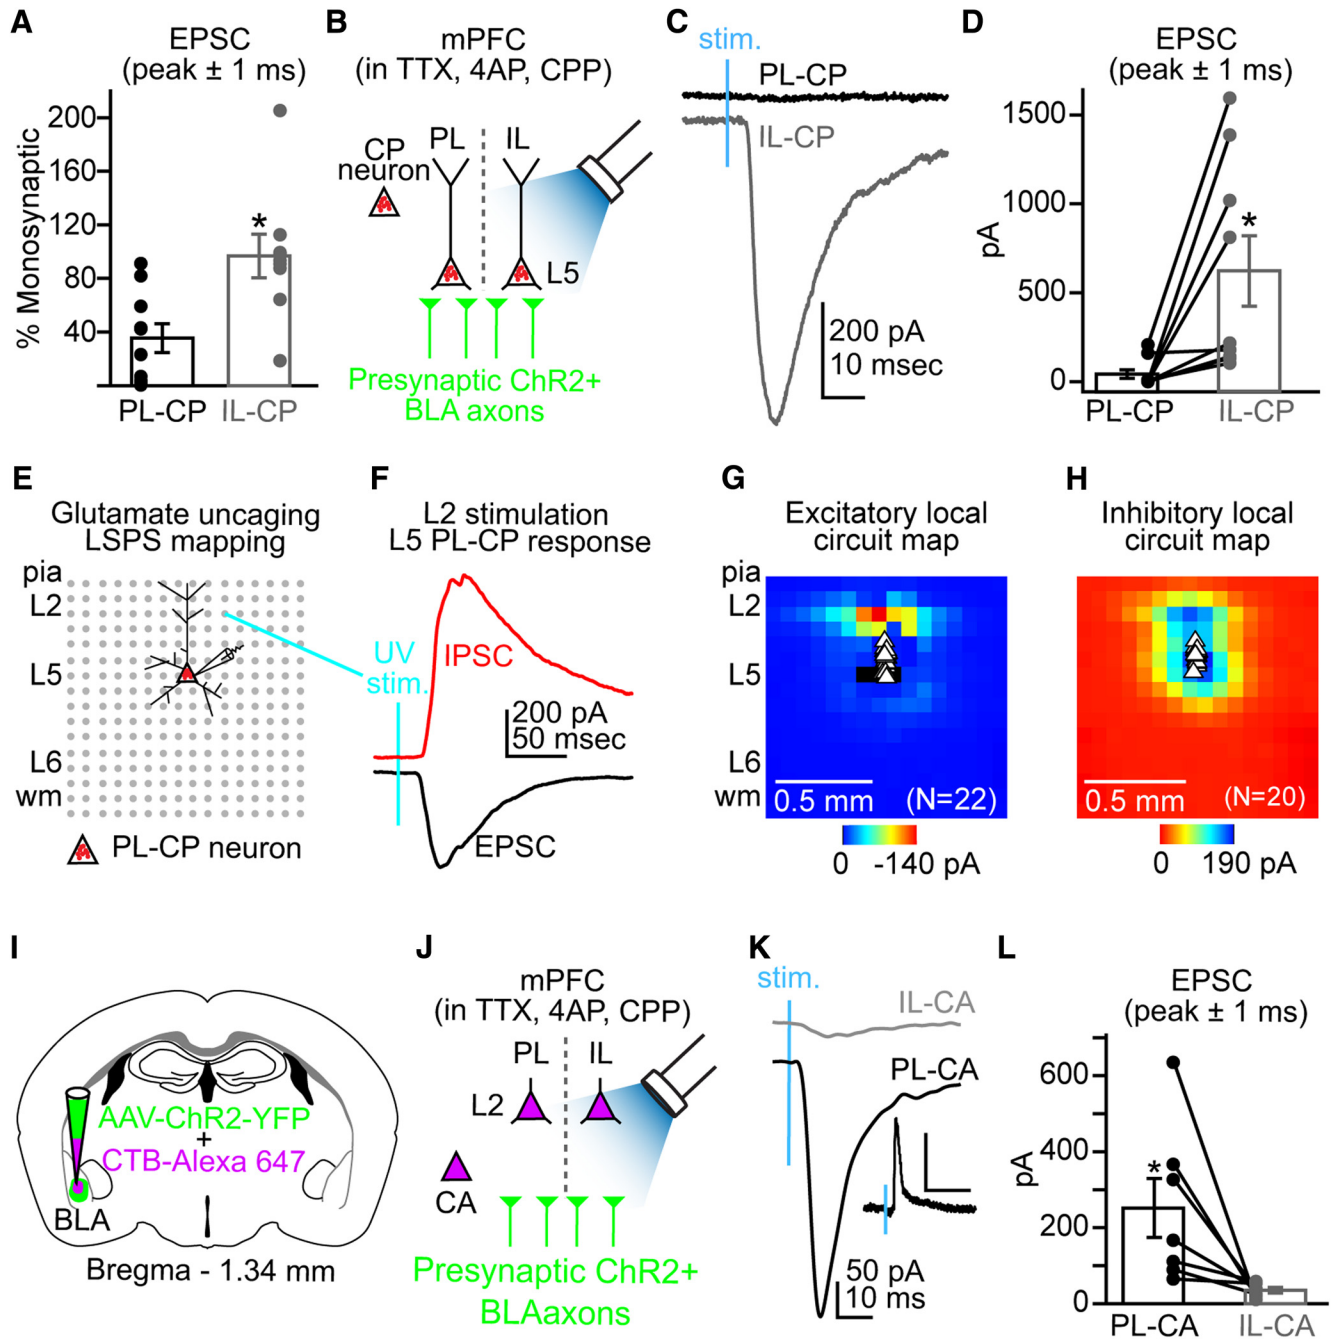 A
EPSC
(peak ± 1 ms)
% Monosynaptic
200
160
120
80
40
*
PL-CP
IL-CP
B
mPFC
(in TTX, 4AP, CPP)
CP
neuron
PL
IL
L5
Presynaptic ChR2+
BLA axons
C
stim.
PL-CP
IL-CP
200 pA
10 msec
D
EPSC
(peak ± 1 ms)
pA
1500
1000
500
0
*
PL-CP
IL-CP
E
Glutamate uncaging
LSPS mapping
pia
L2
L5
L6
wm
PL-CP neuron
F
L2 stimulation
L5 PL-CP response
UV
stim.
IPSC
200 pA
50 msec
EPSC
G
Excitatory local
circuit map
pia
L2
L5
L6
wm
0.5 mm
(N=22)
0
-140 pA
H
Inhibitory local
circuit map
0.5 mm
(N=20)
0
190 pA
I
AAV-ChR2-YFP
+
CTB-Alexa 647
BLA
Bregma - 1.34 mm
J
mPFC
(in TTX, 4AP, CPP)
PL
IL
L2
CA
Presynaptic ChR2+
BLAaxons
K
stim.
IL-CA
PL-CA
50 pA
10 ms
L
EPSC
(peak ± 1 ms)
pA
600
400
200
0
*
PL-CA
IL-CA